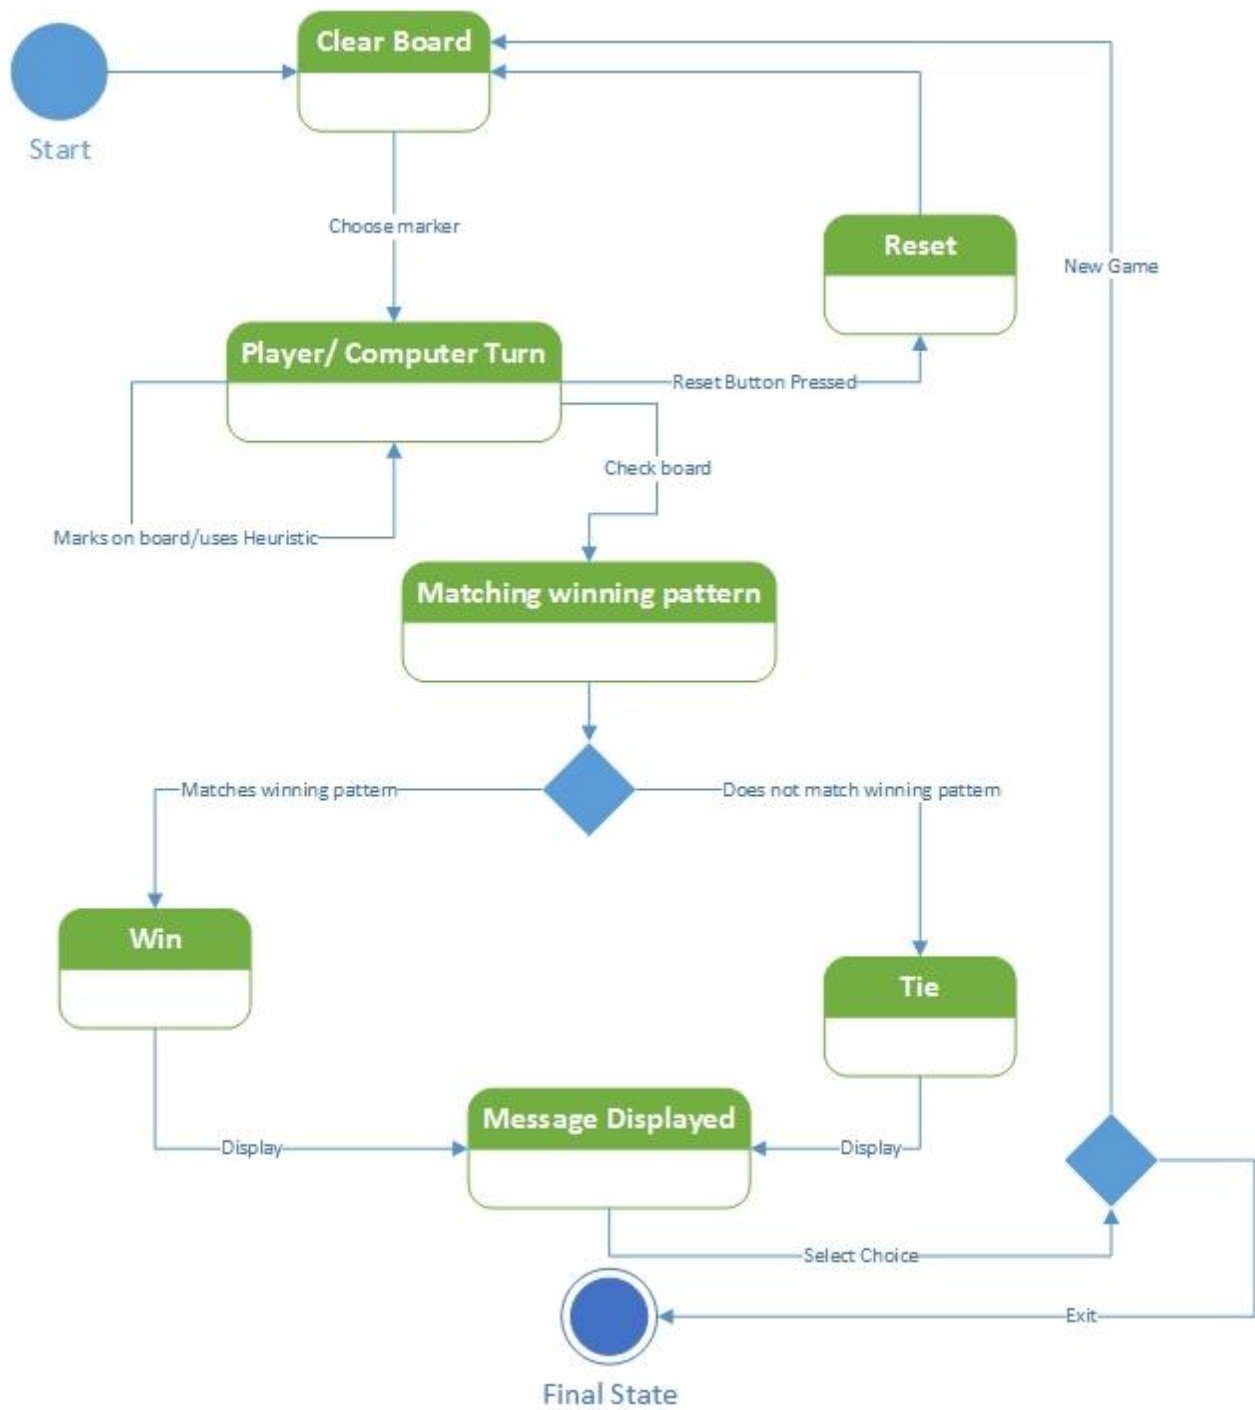 Clear Board
Start
Choose marker
Reset
New Game
Player/ Computer Turn
Reset Button Pressed
Check board
Marks on board/uses Heuristic
Matching winning pattern
Matches winning pattern
Does not match winning pattern
Win
Tie
Message Displayed
Display
Display
Select Choice
Exit
Final State